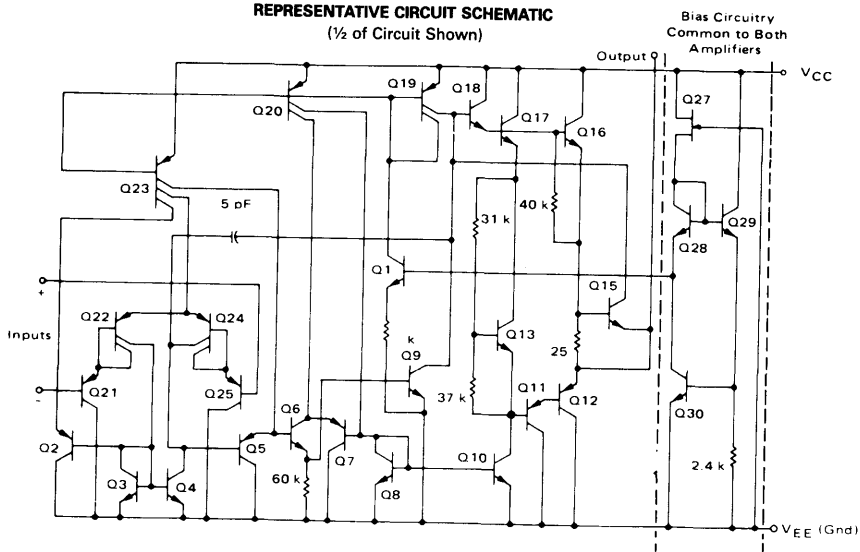 REPRESENTATIVE CIRCUIT SCHEMATIC
(½ of Circuit Shown)
Bias Circuitry
Common to Both
Amplifiers
Output
VCC
Q19
Q18
Q17
Q16
Q27
Q20
Q23
5 pF
31 k
40 k
Q28
Q29
Q1
Q15
+
Inputs
-
Q22
Q24
k
Q9
Q13
25
Q21
Q25
37 k
Q11
Q12
Q30
Q2
Q6
Q5
Q7
Q10
Q3
Q4
60 k
Q8
2.4 k
VEE (Gnd)